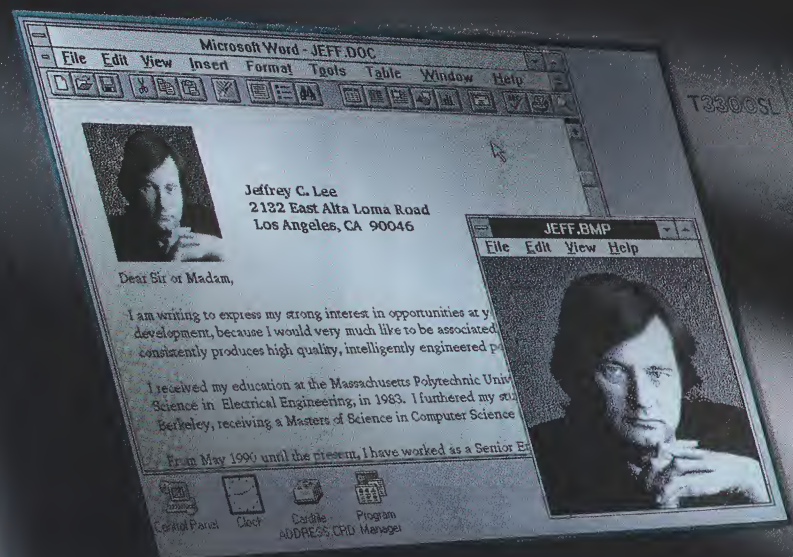 Microsoft Word - JEFF.DOC
File Edit View Insert Format Tools Table Window Help
T3300SL
Jeffrey C. Lee
2132 East Alta Loma Road
Los Angeles, CA 90046
JEFF.BMP
File Edit View Help
Dear Sir or Madam,
I am writing to express my strong interest in opportunities at y
development, because I would very much like to be associated
consistently produces high quality, intelligently engineered
I received my education at the Massachusetts Polytechnic Univ
Science in Electrical Engineering, in 1983. I furthered my stu
Berkeley, receiving a Masters of Science in Computer Science
From May 1990 until the present, I have worked as a Senior En
Control Panel
Clock
Cardfile
ADDRESS.CRD
Program
Manager